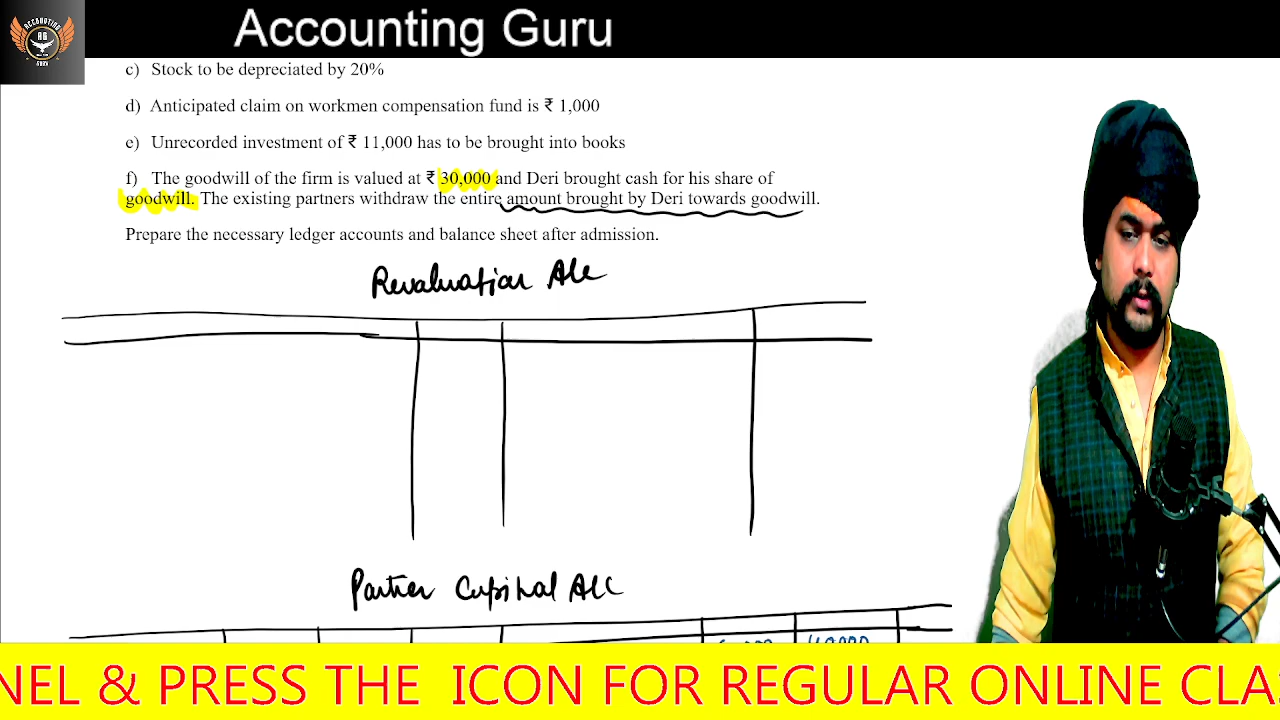 Accounting Guru
ACCOUNTING
AG
GURU
c) Stock to be depreciated by 20%
d) Anticipated claim on workmen compensation fund is ₹ 1,000
e) Unrecorded investment of ₹ 11,000 has to be brought into books
f) The goodwill of the firm is valued at ₹ 30,000 and Deri brought cash for his share of
goodwill. The existing partners withdraw the entire amount brought by Deri towards goodwill.
Prepare the necessary ledger accounts and balance sheet after admission.
Revaluation A/c
Partner Capital A/c
NEL & PRESS THE ICON FOR REGULAR ONLINE CLA